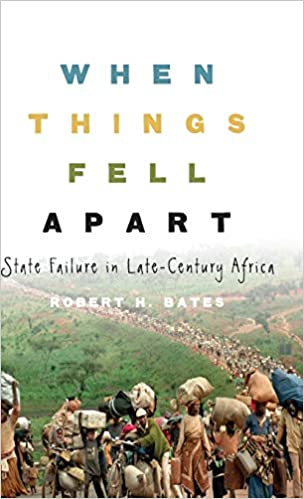 WHEN
THINGS
FELL
APART
State Failure in Late-Century Africa
ROBERT H. BATES